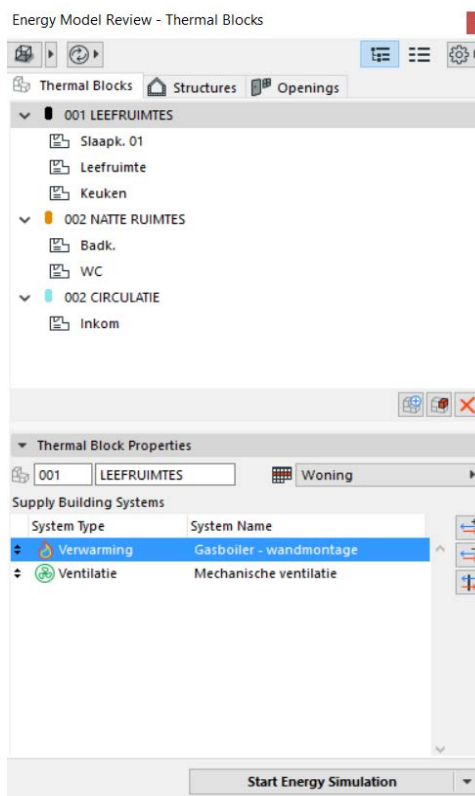 Energy Model Review - Thermal Blocks
Thermal Blocks Structures Openings
001 LEEFRUIMTES
Slaapk. 01
Leefruimte
Keuken
002 NATTE RUIMTES
Badk.
WC
002 CIRCULATIE
Inkom
Thermal Block Properties
001 LEEFRUIMTES Woning
Supply Building Systems
System Type System Name
Verwarming Gasboiler - wandmontage
Ventilatie Mechanische ventilatie
Start Energy Simulation